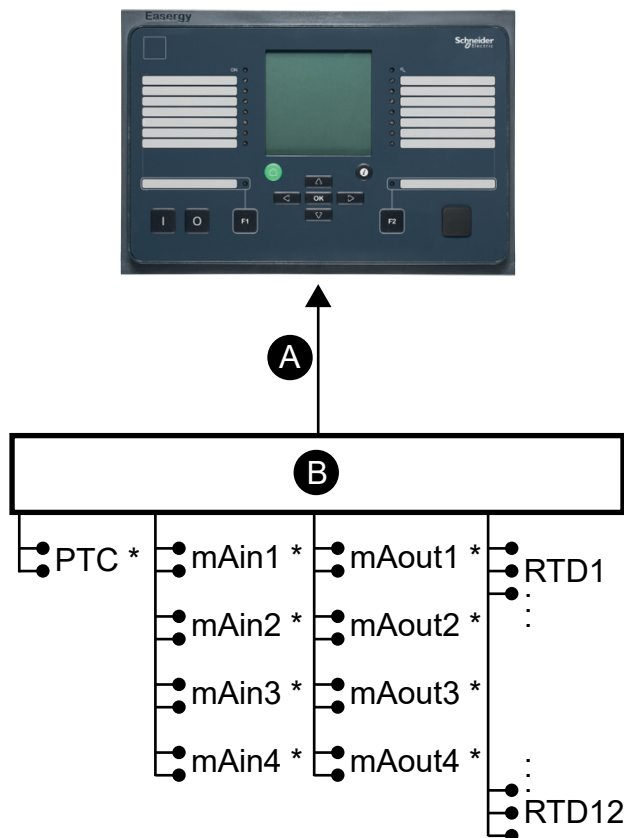 Easergy
Schneider
Electric
ON
i
OK
I
O
F1
F2
A
B
PTC *
mAin1 *
mAout1 *
RTD1
mAin2 *
mAout2 *
mAin3 *
mAout3 *
mAin4 *
mAout4 *
RTD12